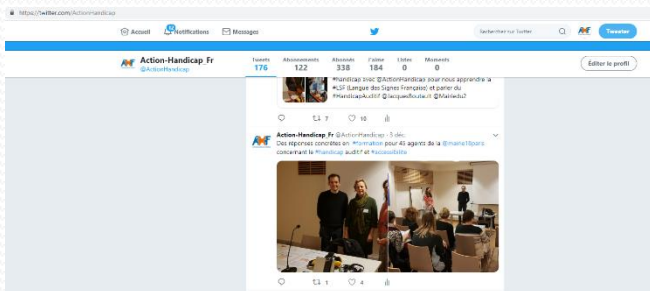 https://twitter.com/ActionHandicap
Accueil Notifications Messages Rechercher sur Twitter Tweeter
Action-Handicap_Fr
@ActionHandicap
Tweets Abonnements Abonnés J'aime Listes Moments
176 122 338 184 0 0
Éditer le profil
#handicap avec @ActionHandicap pour nous apprendre la
#LSF (Langue des Signes Française) et parler du
#HandicapAuditif @JacquesBoutault
7 10
Action-Handicap_Fr @ActionHandicap · 5 déc.
Des réponses concrètes en #formation pour 45 agents de la @mairie16paris
concernant le #handicap auditif et #accessibilité
1 4